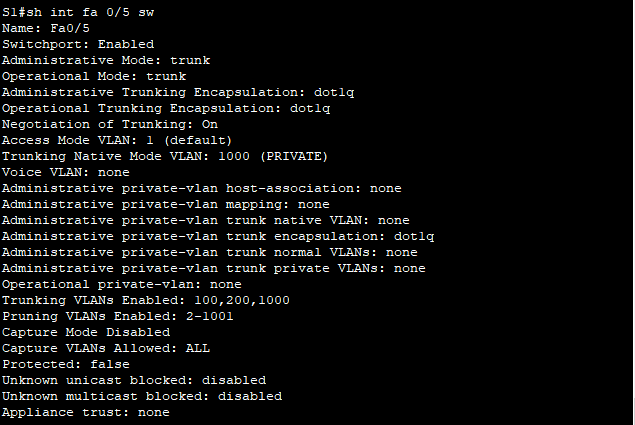 S1#sh int fa 0/5 sw
Name: Fa0/5
Switchport: Enabled
Administrative Mode: trunk
Operational Mode: trunk
Administrative Trunking Encapsulation: dot1q
Operational Trunking Encapsulation: dot1q
Negotiation of Trunking: On
Access Mode VLAN: 1 (default)
Trunking Native Mode VLAN: 1000 (PRIVATE)
Voice VLAN: none
Administrative private-vlan host-association: none
Administrative private-vlan mapping: none
Administrative private-vlan trunk native VLAN: none
Administrative private-vlan trunk encapsulation: dot1q
Administrative private-vlan trunk normal VLANs: none
Administrative private-vlan trunk private VLANs: none
Operational private-vlan: none
Trunking VLANs Enabled: 100,200,1000
Pruning VLANs Enabled: 2-1001
Capture Mode Disabled
Capture VLANs Allowed: ALL
Protected: false
Unknown unicast blocked: disabled
Unknown multicast blocked: disabled
Appliance trust: none